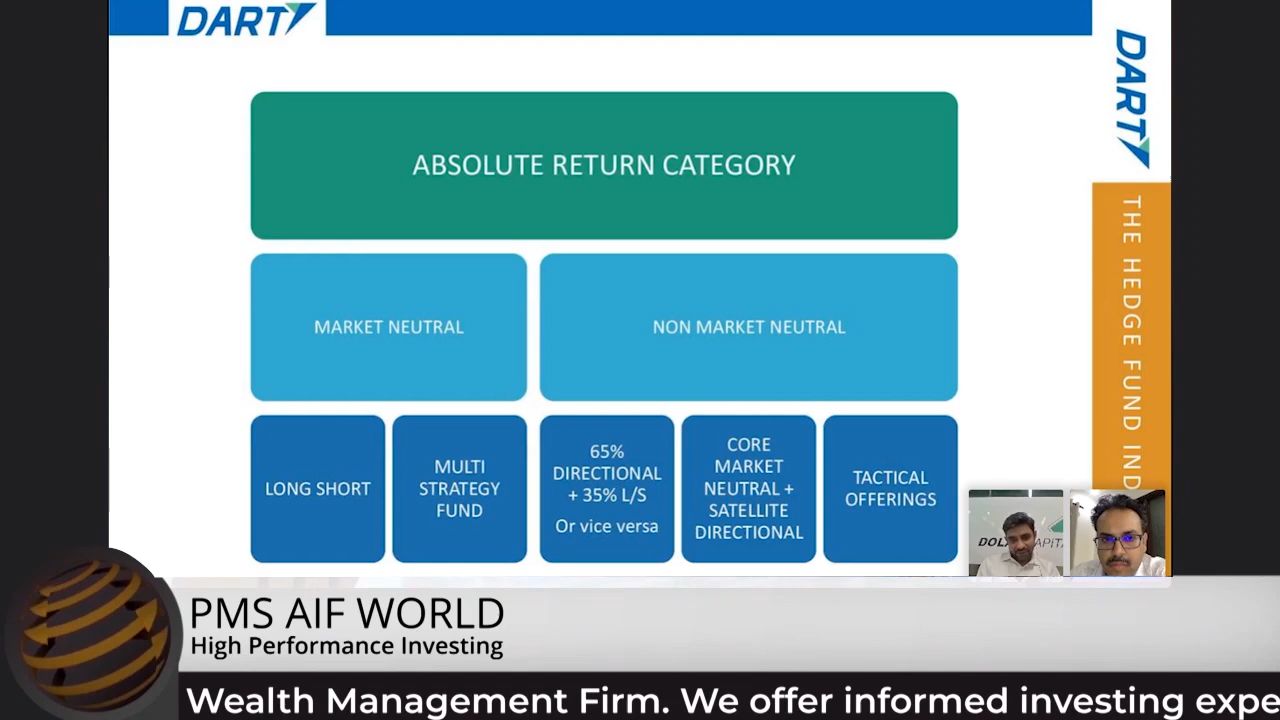 DART
DART
ABSOLUTE RETURN CATEGORY
MARKET NEUTRAL
NON MARKET NEUTRAL
LONG SHORT
MULTI
STRATEGY
FUND
65%
DIRECTIONAL
+ 35% L/S
Or vice versa
CORE
MARKET
NEUTRAL +
SATELLITE
DIRECTIONAL
TACTICAL
OFFERINGS
THE HEDGE FUND IND
PMS AIF WORLD
High Performance Investing
Wealth Management Firm. We offer informed investing expe